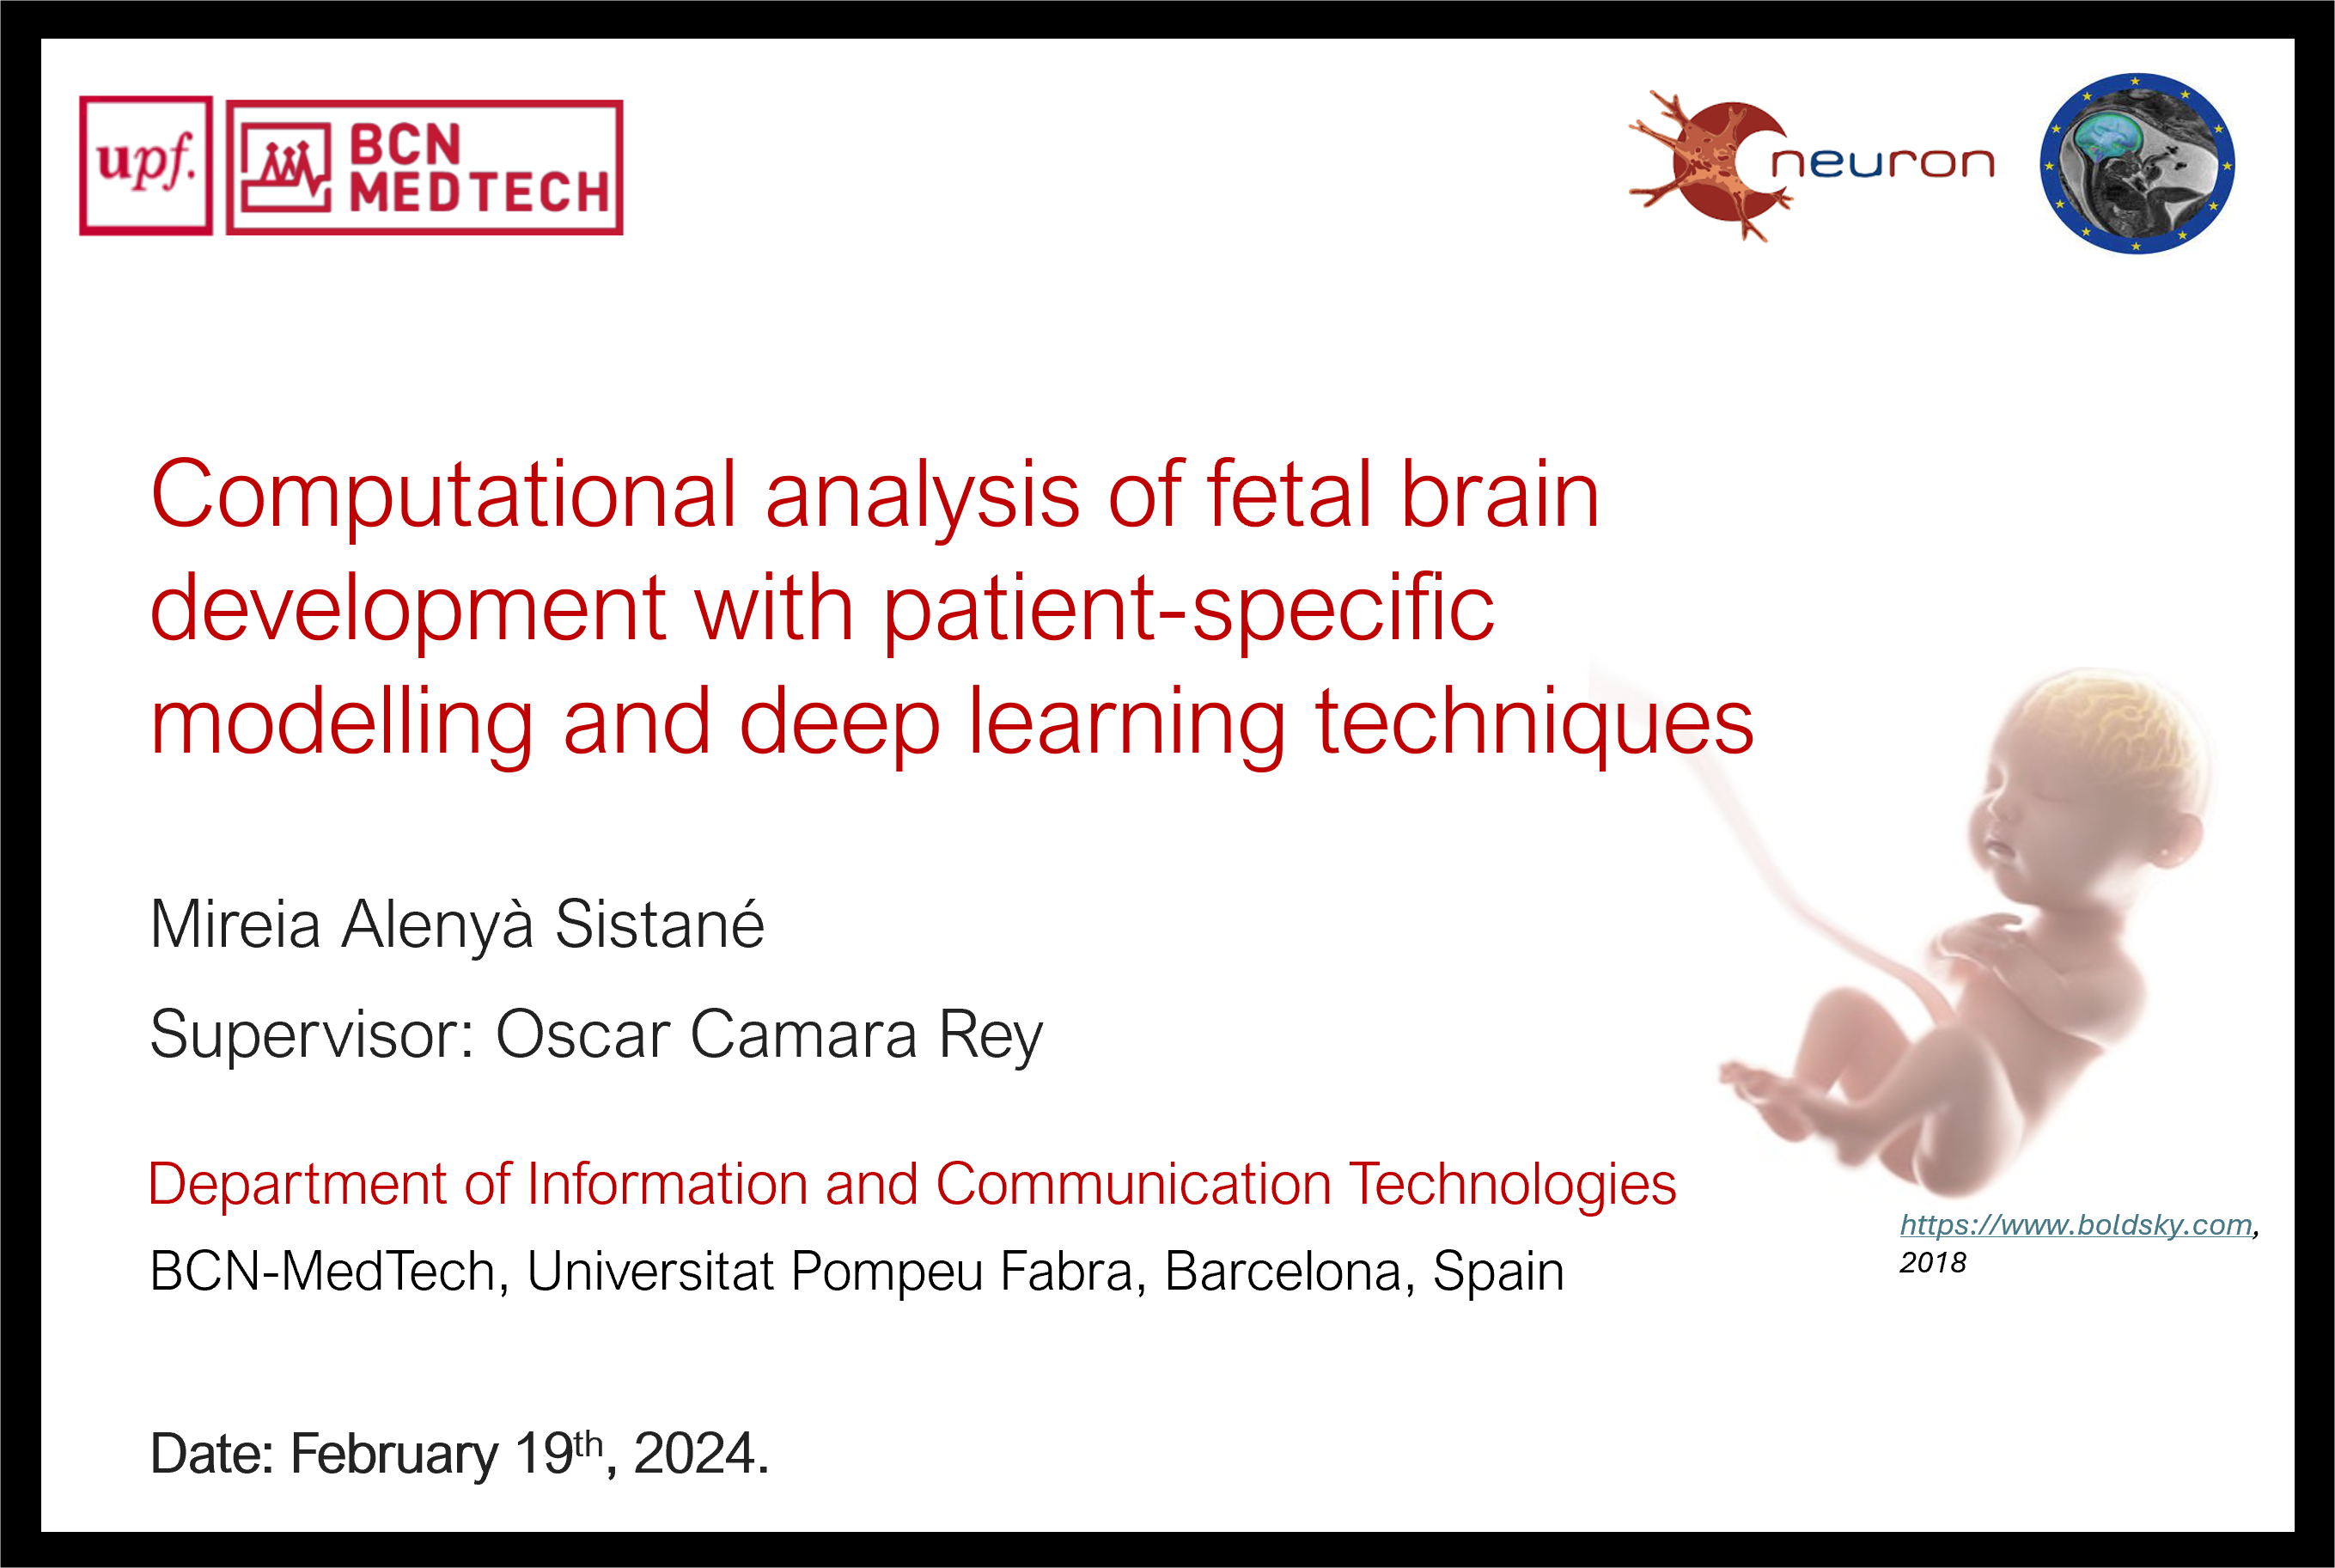 upf.
BCN
MEDTECH
neuron
Computational analysis of fetal brain
development with patient-specific
modelling and deep learning techniques
Mireia Alenyà Sistané
Supervisor: Oscar Camara Rey
Department of Information and Communication Technologies
BCN-MedTech, Universitat Pompeu Fabra, Barcelona, Spain
https://www.boldsky.com,
2018
Date: February 19th, 2024.